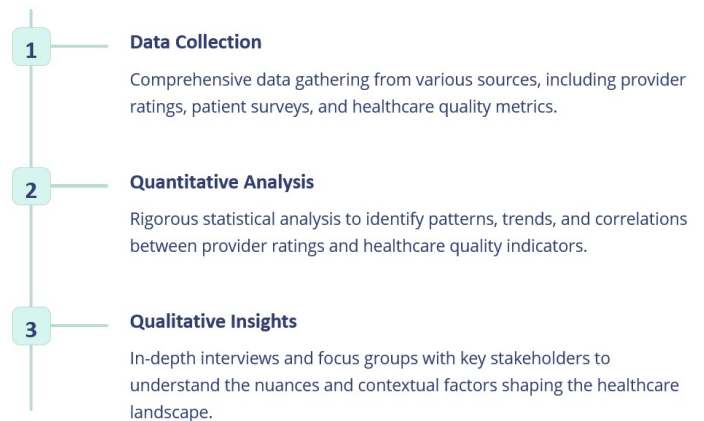 1
Data Collection
Comprehensive data gathering from various sources, including provider
ratings, patient surveys, and healthcare quality metrics.
2
Quantitative Analysis
Rigorous statistical analysis to identify patterns, trends, and correlations
between provider ratings and healthcare quality indicators.
3
Qualitative Insights
In-depth interviews and focus groups with key stakeholders to
understand the nuances and contextual factors shaping the healthcare
landscape.